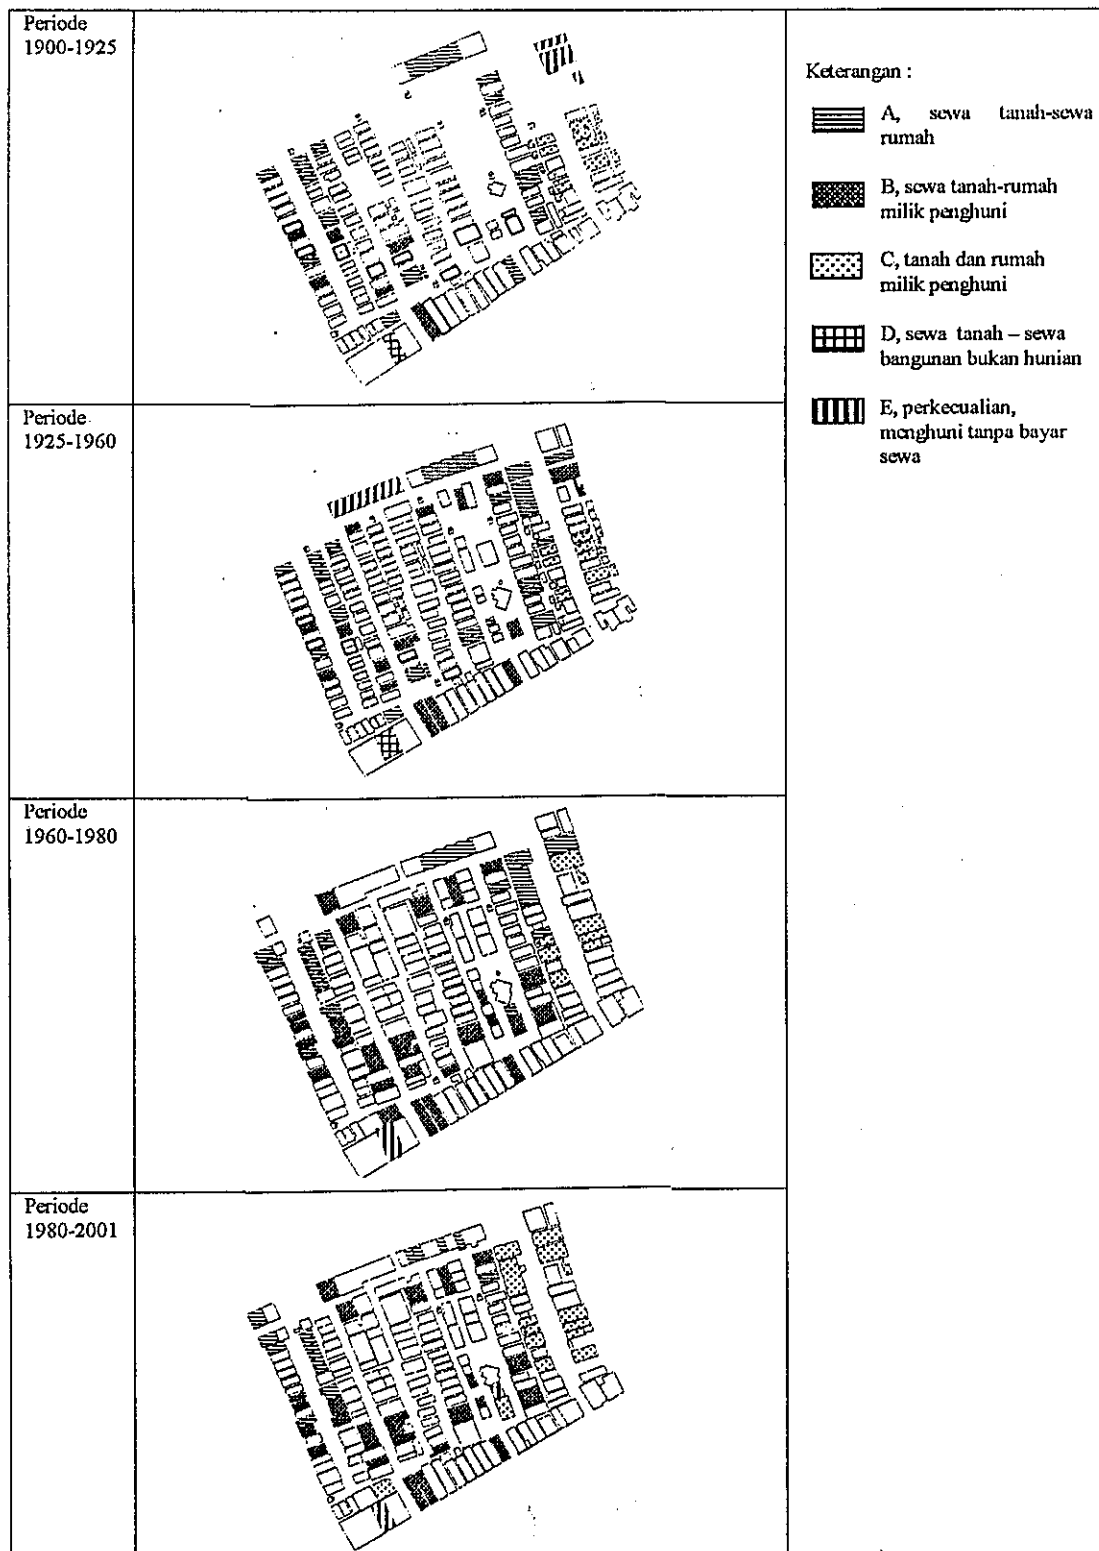 Periode
1900-1925
Keterangan :
A, sewa tanah-sewa
rumah
B, sewa tanah-rumah
milik penghuni
C, tanah dan rumah
milik penghuni
D, sewa tanah – sewa
bangunan bukan hunian
E, perkecualian,
menghuni tanpa bayar
sewa
Periode
1925-1960
Periode
1960-1980
Periode
1980-2001